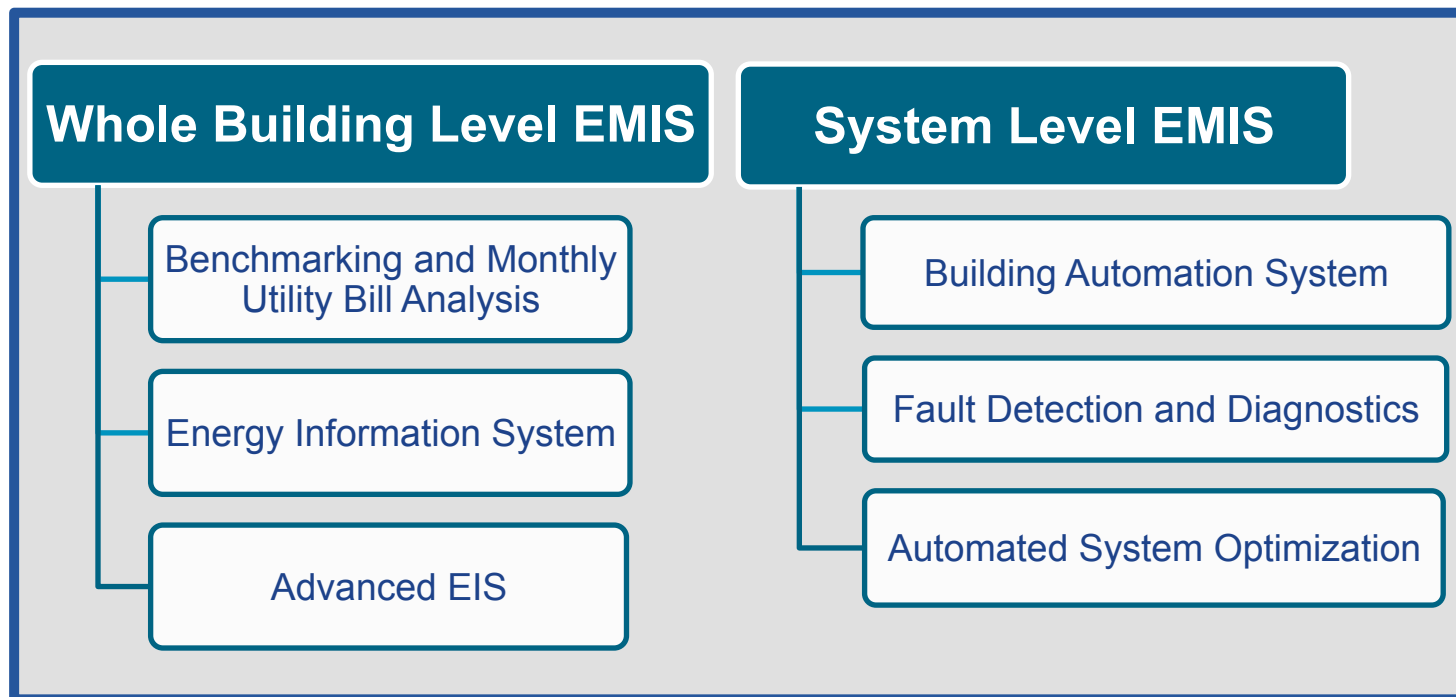 Whole Building Level EMIS
Benchmarking and Monthly
Utility Bill Analysis
Energy Information System
Advanced EIS
System Level EMIS
Building Automation System
Fault Detection and Diagnostics
Automated System Optimization